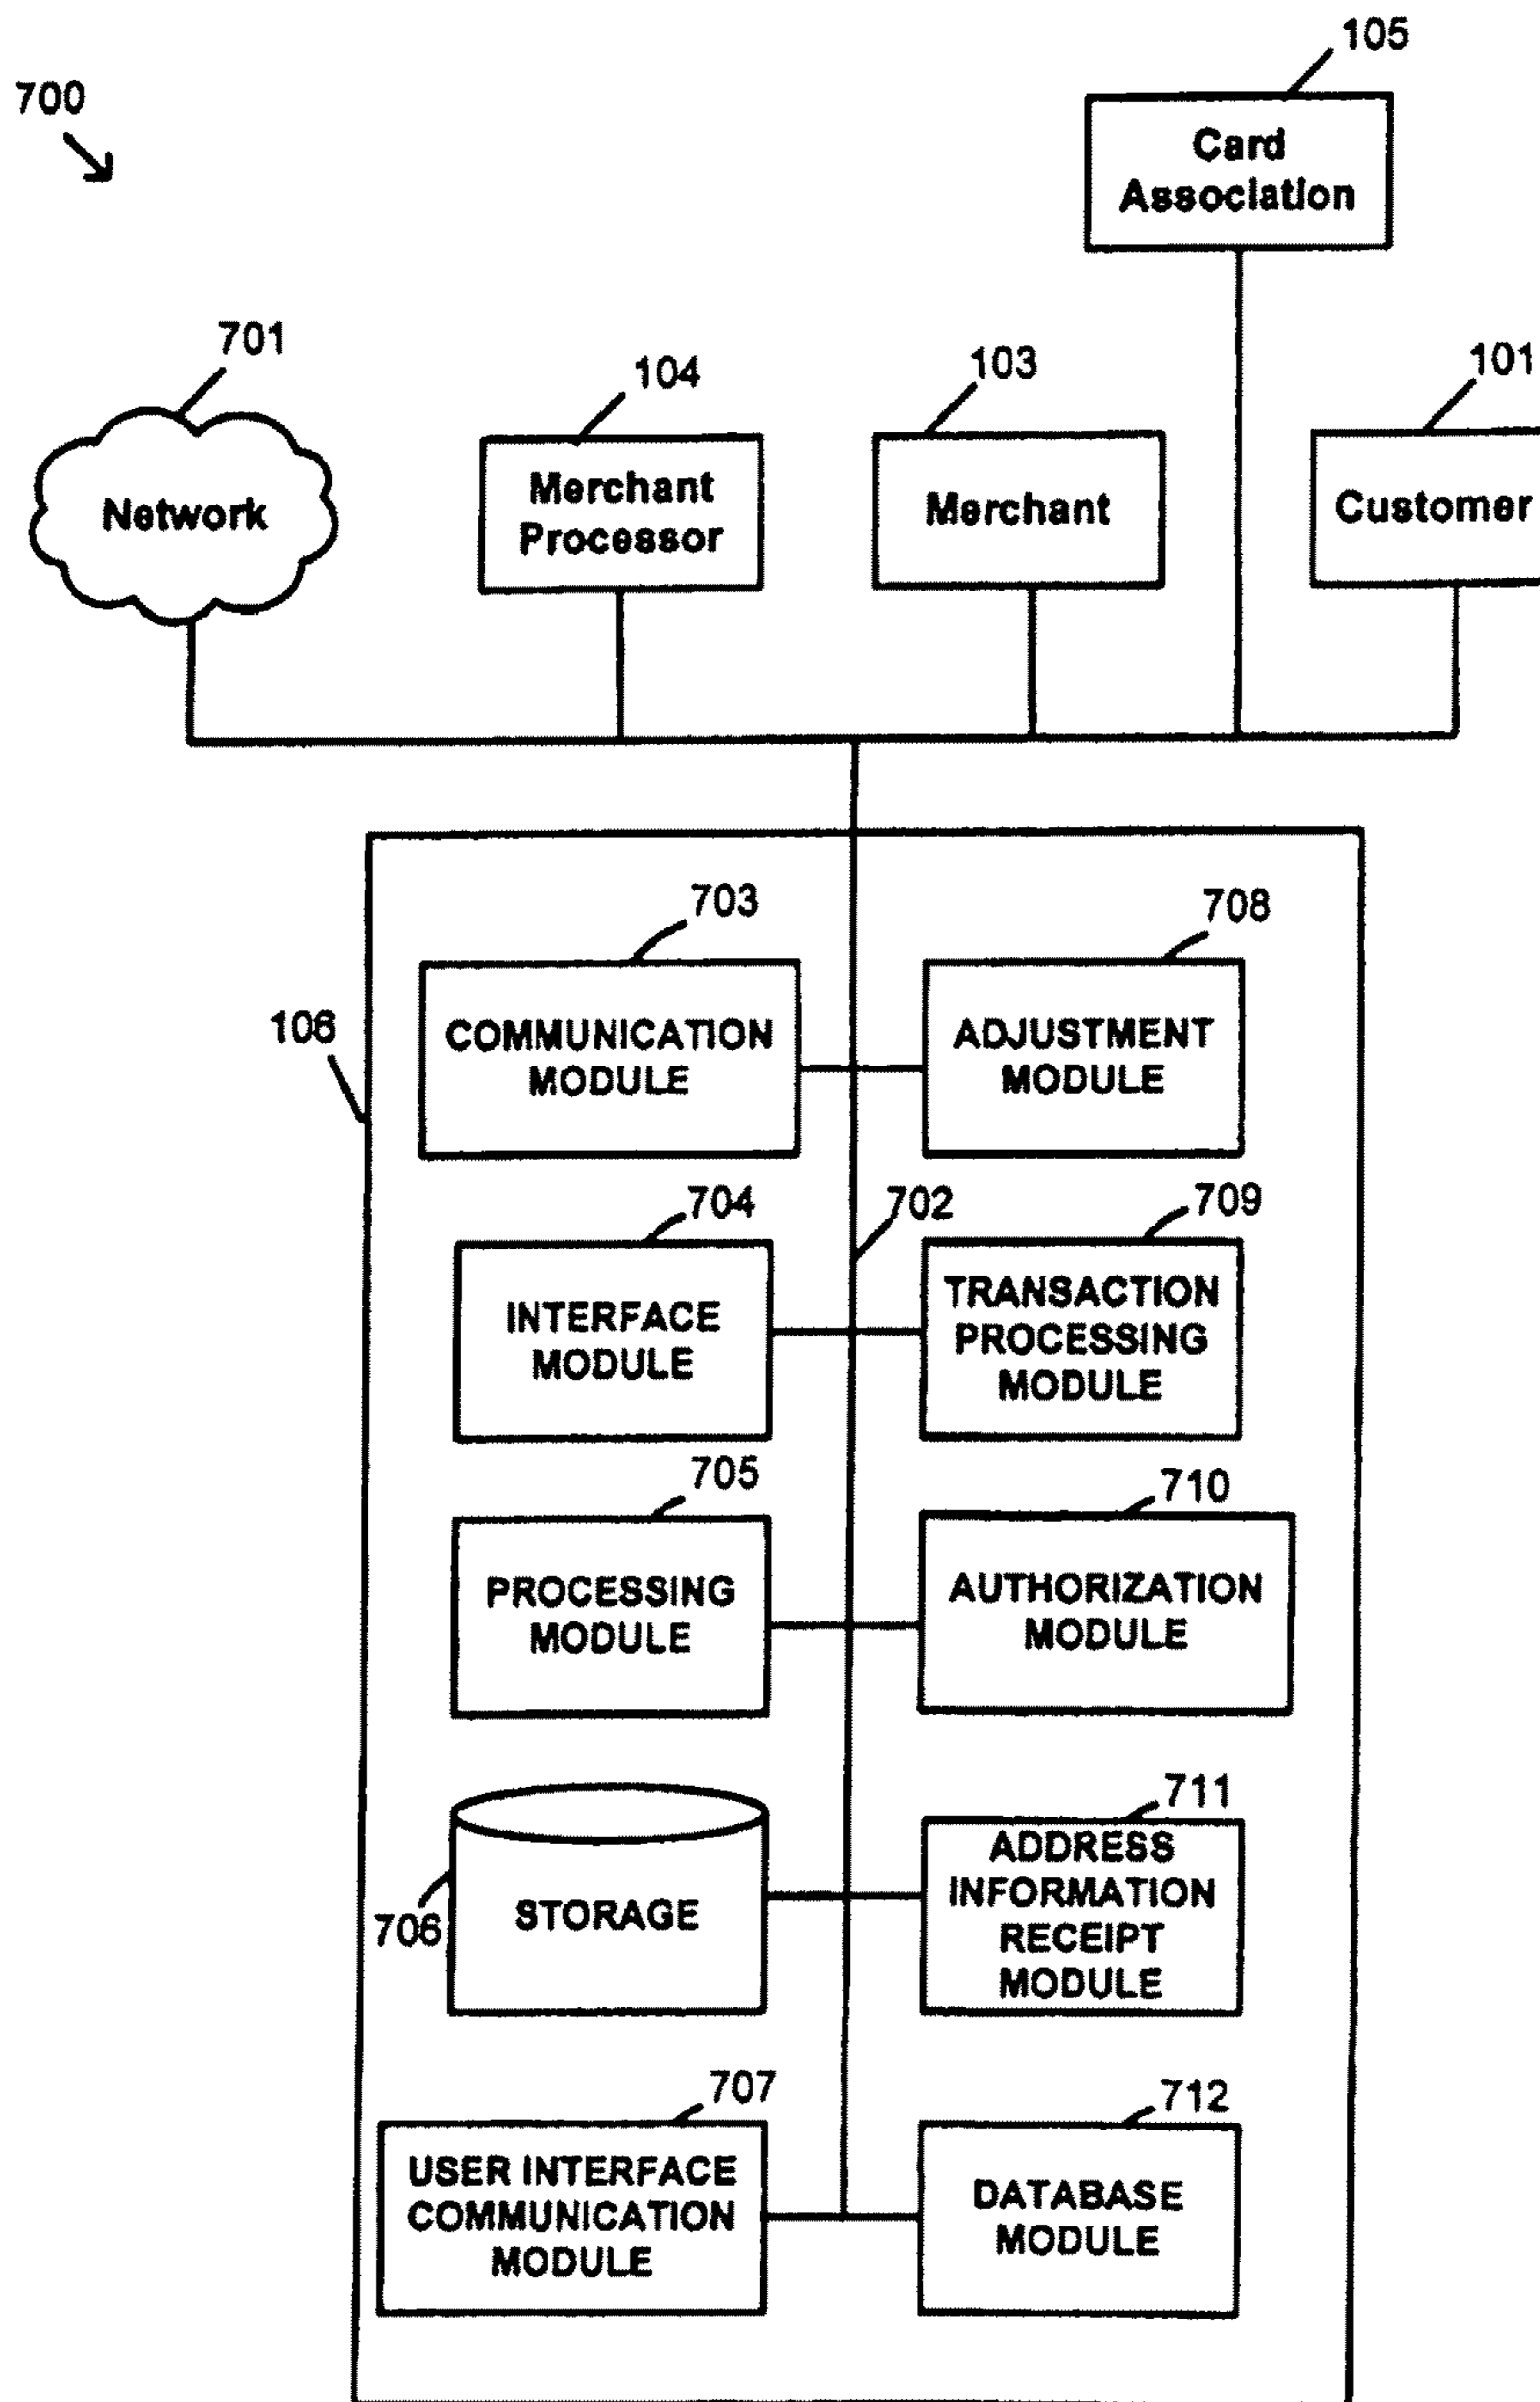 105
700
Card
Association
701
104
103
101
Network
Merchant
Processor
Merchant
Customer
703
708
106
COMMUNICATION
MODULE
ADJUSTMENT
MODULE
704
702
709
INTERFACE
MODULE
TRANSACTION
PROCESSING
MODULE
705
710
PROCESSING
MODULE
AUTHORIZATION
MODULE
711
706
STORAGE
ADDRESS
INFORMATION
RECEIPT
MODULE
707
712
USER INTERFACE
COMMUNICATION
MODULE
DATABASE
MODULE